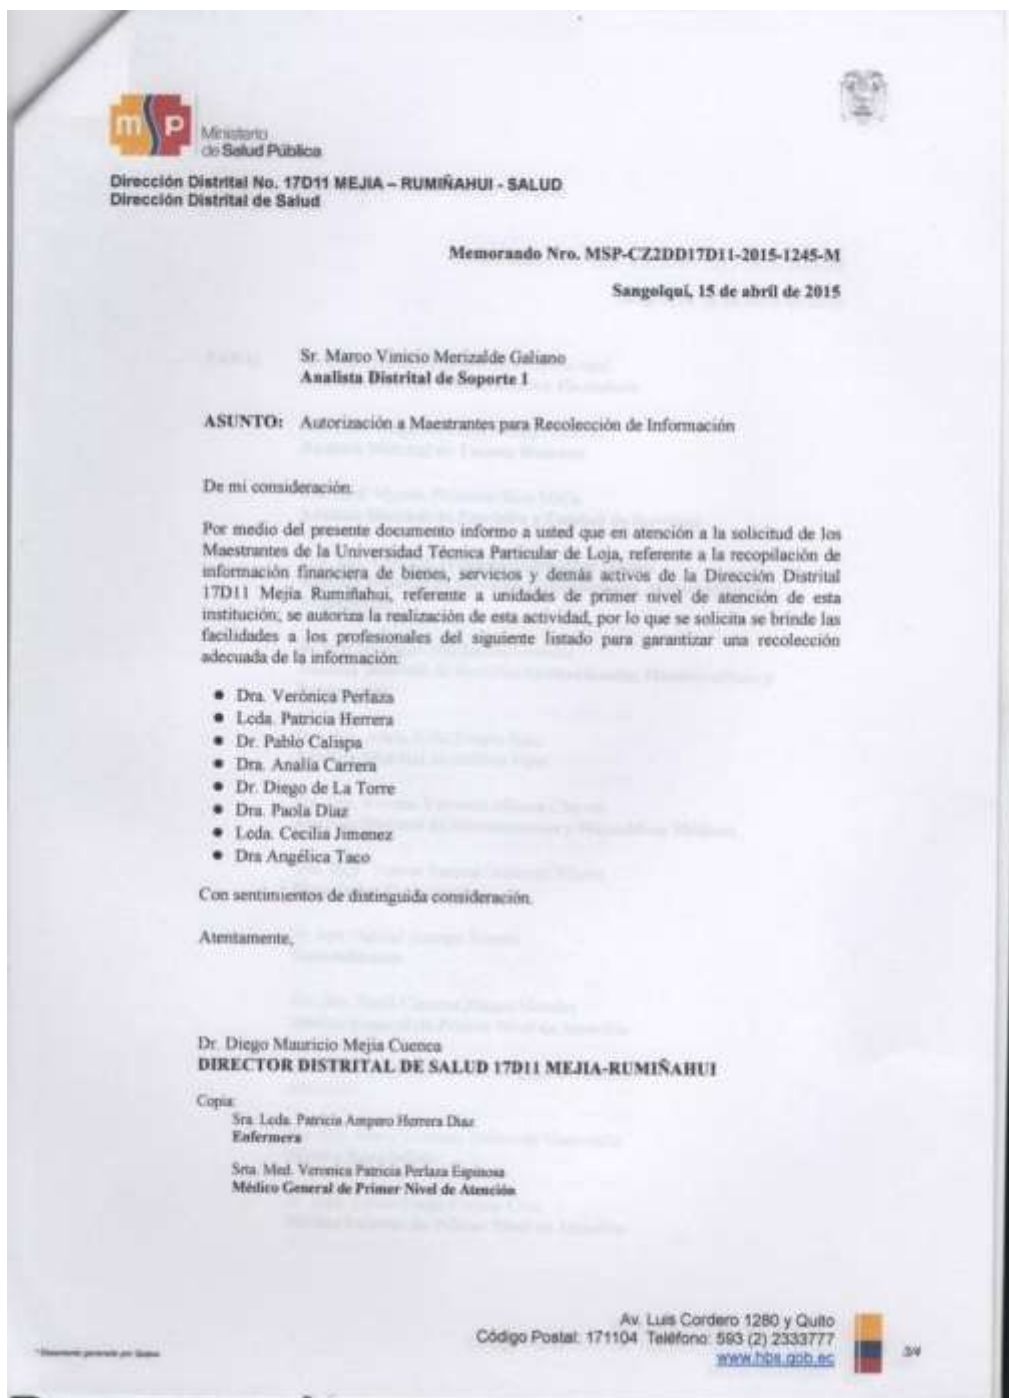 msp
Ministerio
de Salud Pública
Dirección Distrital No. 17D11 MEJIA – RUMIÑAHUI - SALUD
Dirección Distrital de Salud
Memorando Nro. MSP-CZ2DD17D11-2015-1245-M
Sangolquí, 15 de abril de 2015
Sr. Marco Vinicio Merizalde Galiano
Analista Distrital de Soporte 1
ASUNTO: Autorización a Maestrantes para Recolección de Información
De mi consideración:
Por medio del presente documento informo a usted que en atención a la solicitud de los
Maestrantes de la Universidad Técnica Particular de Loja, referente a la recopilación de
información financiera de bienes, servicios y demás activos de la Dirección Distrital
17D11 Mejia Rumiñahui, referente a unidades de primer nivel de atención de esta
institución; se autoriza la realización de esta actividad, por lo que se solicita se brinde las
facilidades a los profesionales del siguiente listado para garantizar una recolección
adecuada de la información:
• Dra. Verónica Perlaza
• Lcda. Patricia Herrera
• Dr. Pablo Calispa
• Dra. Analía Carrera
• Dr. Diego de La Torre
• Dra. Paola Díaz
• Lcda. Cecilia Jimenez
• Dra Angélica Taco
Con sentimientos de distinguida consideración.
Atentamente,
Dr. Diego Mauricio Mejia Cuenca
DIRECTOR DISTRITAL DE SALUD 17D11 MEJIA-RUMIÑAHUI
Copia:
Sra. Lcda. Patricia Amparo Herrera Diaz
Enfermera
Srta. Med. Veronica Patricia Perlaza Espinosa
Médico General de Primer Nivel de Atención
Av. Luis Cordero 1280 y Quito
Código Postal: 171104 Teléfono: 593 (2) 2333777
www.hbs.gob.ec
* Documento generado por Quipux